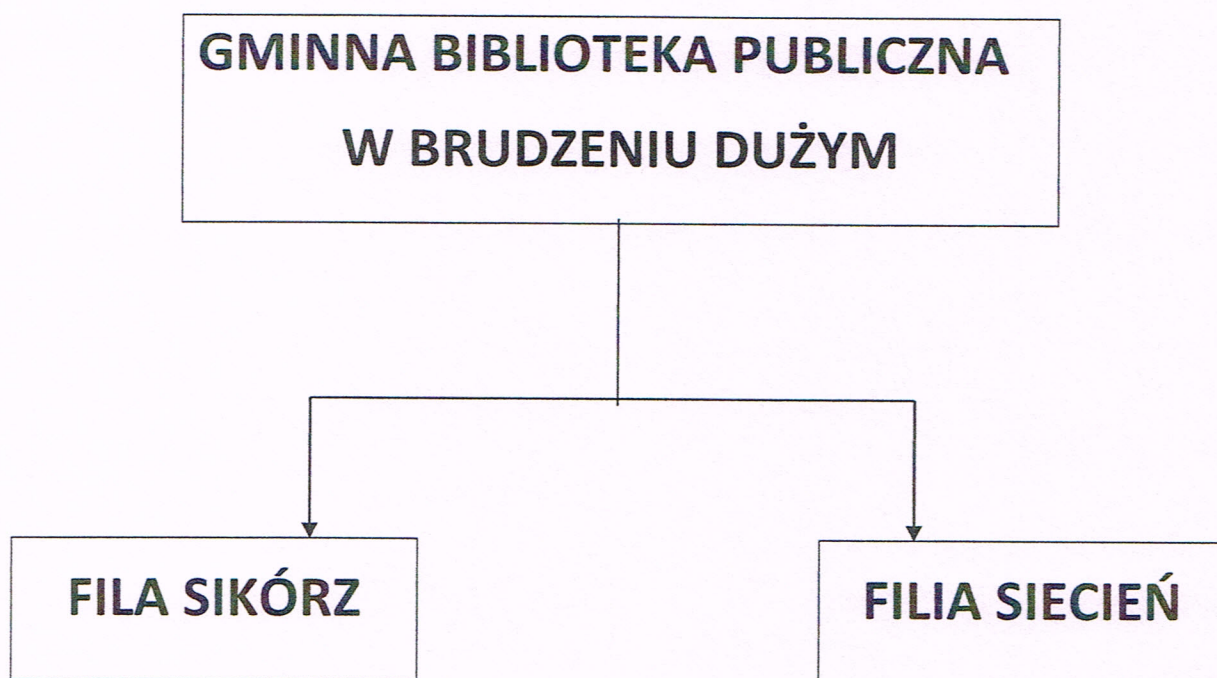 GMINNA BIBLIOTEKA PUBLICZNA
W BRUDZENIU DUŻYM
FILA SIKÓRZ
FILIA SIECIEŃ